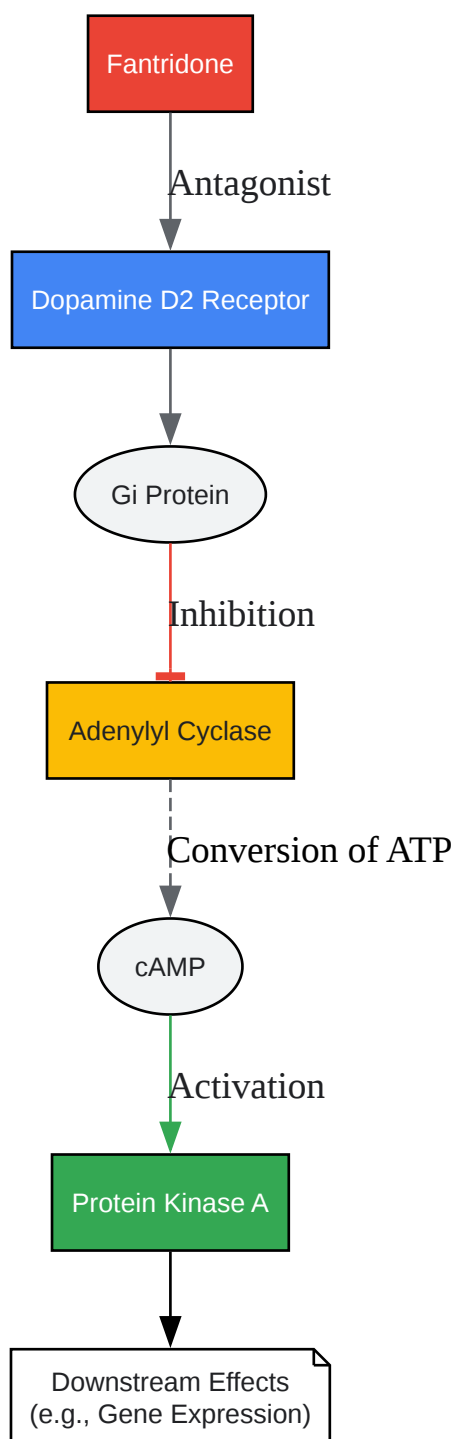 Fantridone
Antagonist
Dopamine D2 Receptor
Gi Protein
Inhibition
Adenylyl Cyclase
Conversion of ATP
cAMP
Activation
Protein Kinase A
Downstream Effects
(e.g., Gene Expression)